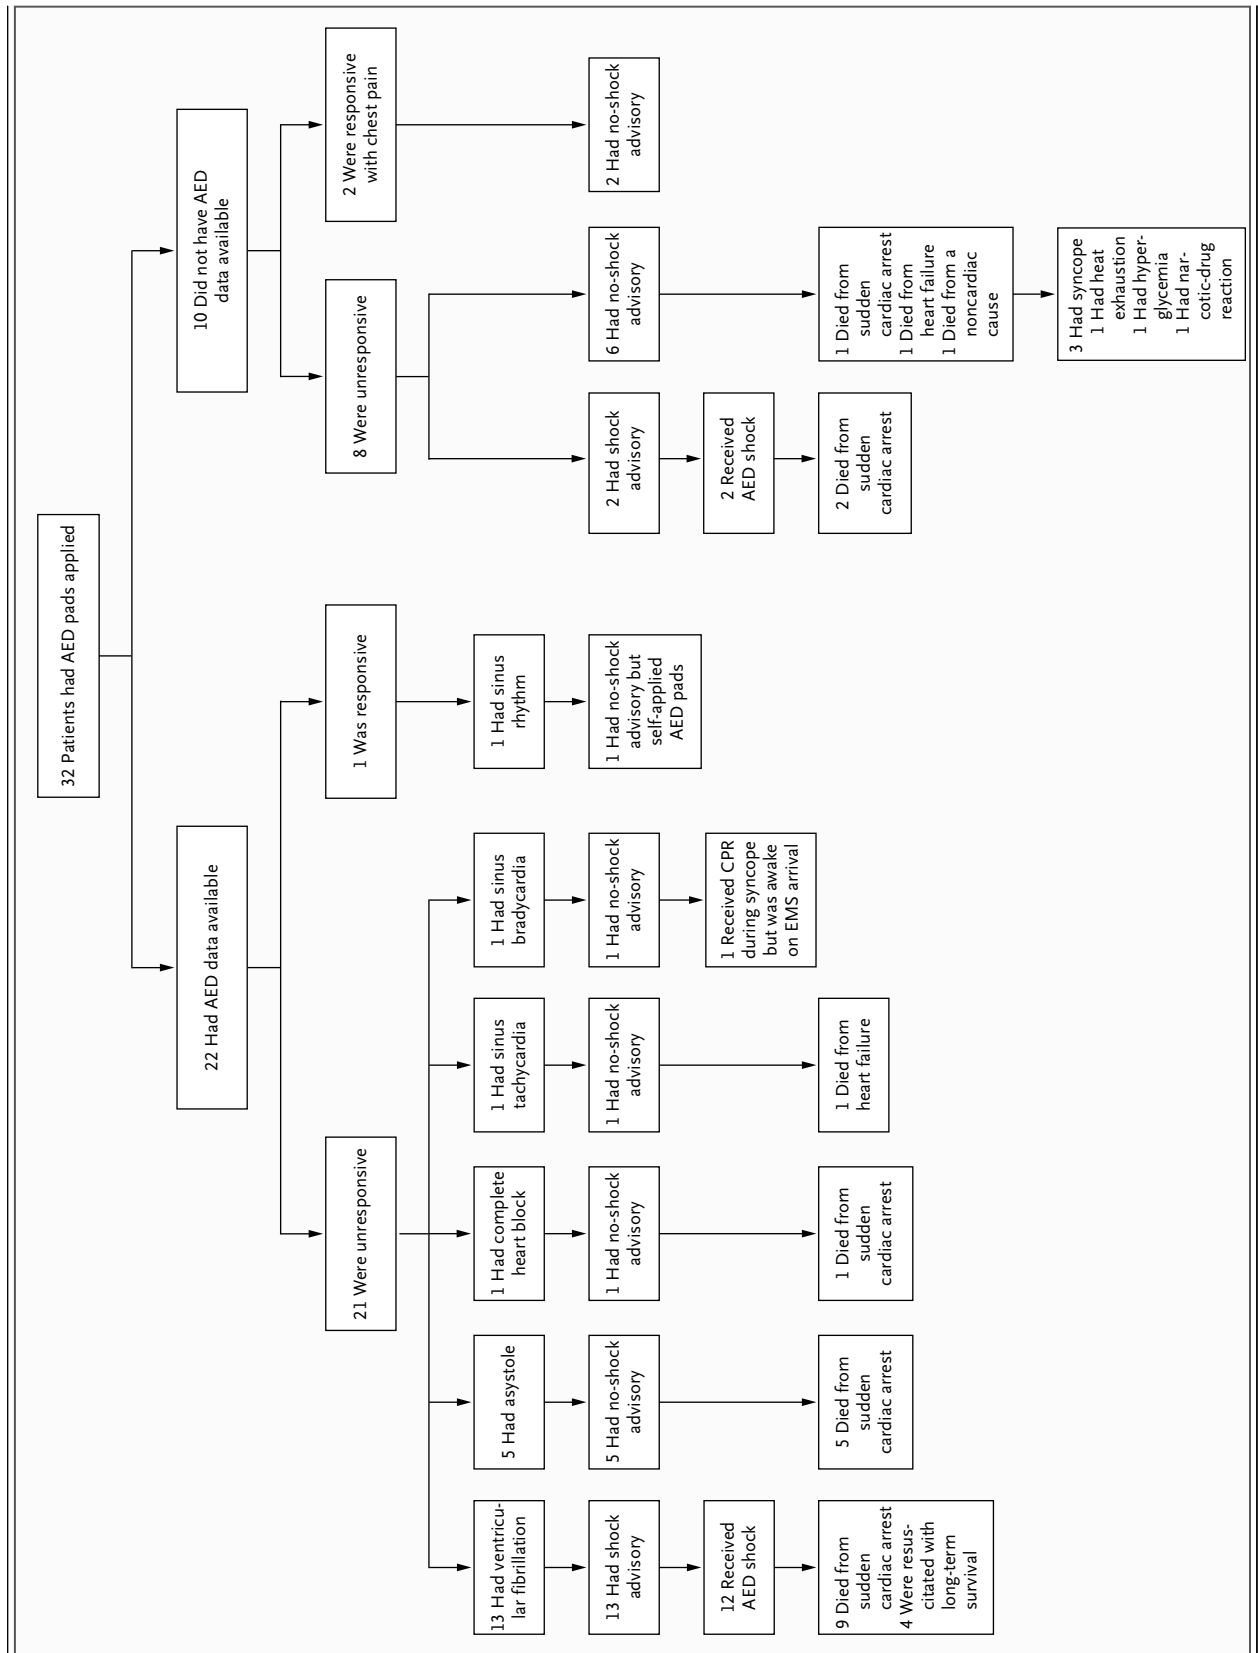 32 Patients had AED pads applied
22 Had AED data available
10 Did not have AED
data available
21 Were unresponsive
1 Was responsive
8 Were unresponsive
2 Were responsive
with chest pain
13 Had ventricu-
lar fibrillation
5 Had asystole
1 Had complete
heart block
1 Had sinus
tachycardia
1 Had sinus
bradycardia
1 Had sinus
rhythm
13 Had shock
advisory
5 Had no-shock
advisory
1 Had no-shock
advisory
1 Had no-shock
advisory
1 Had no-shock
advisory
1 Had no-shock
advisory but
self-applied
AED pads
2 Had shock
advisory
6 Had no-shock
advisory
2 Had no-shock
advisory
12 Received
AED shock
1 Received CPR
during syncope
but was awake
on EMS arrival
2 Received
AED shock
9 Died from
sudden
cardiac arrest
4 Were resus-
citated with
long-term
survival
5 Died from
sudden
cardiac arrest
1 Died from
sudden
cardiac arrest
1 Died from
heart failure
2 Died from
sudden
cardiac arrest
1 Died from
sudden
cardiac arrest
1 Died from
heart failure
1 Died from a
noncardiac
cause
3 Had syncope
1 Had heat
exhaustion
1 Had hyper-
glycemia
1 Had nar-
cotic-drug
reaction